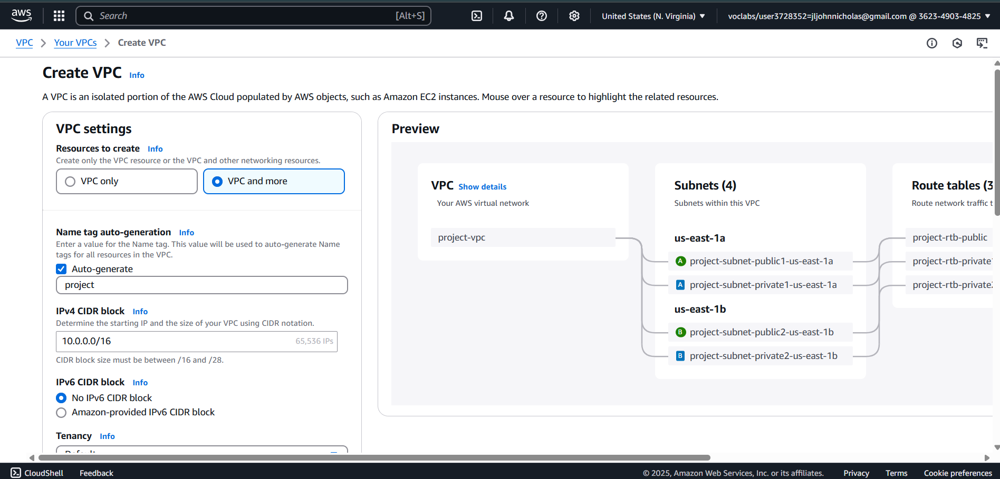 aws
Search [Alt+S]
United States (N. Virginia)
voclabs/user3728352=jljohnnicholas@gmail.com @ 3623-4903-4825
VPC
Your VPCs
Create VPC
Create VPC Info
A VPC is an isolated portion of the AWS Cloud populated by AWS objects, such as Amazon EC2 instances. Mouse over a resource to highlight the related resources.
VPC settings
Resources to create Info
Create only the VPC resource or the VPC and other networking resources.
VPC only
VPC and more
Name tag auto-generation Info
Enter a value for the Name tag. This value will be used to auto-generate Name
tags for all resources in the VPC.
Auto-generate
project
IPv4 CIDR block Info
Determine the starting IP and the size of your VPC using CIDR notation.
10.0.0.0/16 65,536 IPs
CIDR block size must be between /16 and /28.
IPv6 CIDR block Info
No IPv6 CIDR block
Amazon-provided IPv6 CIDR block
Tenancy Info
Preview
VPC Show details
Your AWS virtual network
project-vpc
Subnets (4)
Subnets within this VPC
us-east-1a
A project-subnet-public1-us-east-1a
A project-subnet-private1-us-east-1a
us-east-1b
B project-subnet-public2-us-east-1b
B project-subnet-private2-us-east-1b
Route tables (3
Route network traffic t
project-rtb-public
project-rtb-private1
project-rtb-private2
CloudShell
Feedback
© 2025, Amazon Web Services, Inc. or its affiliates.
Privacy
Terms
Cookie preferences